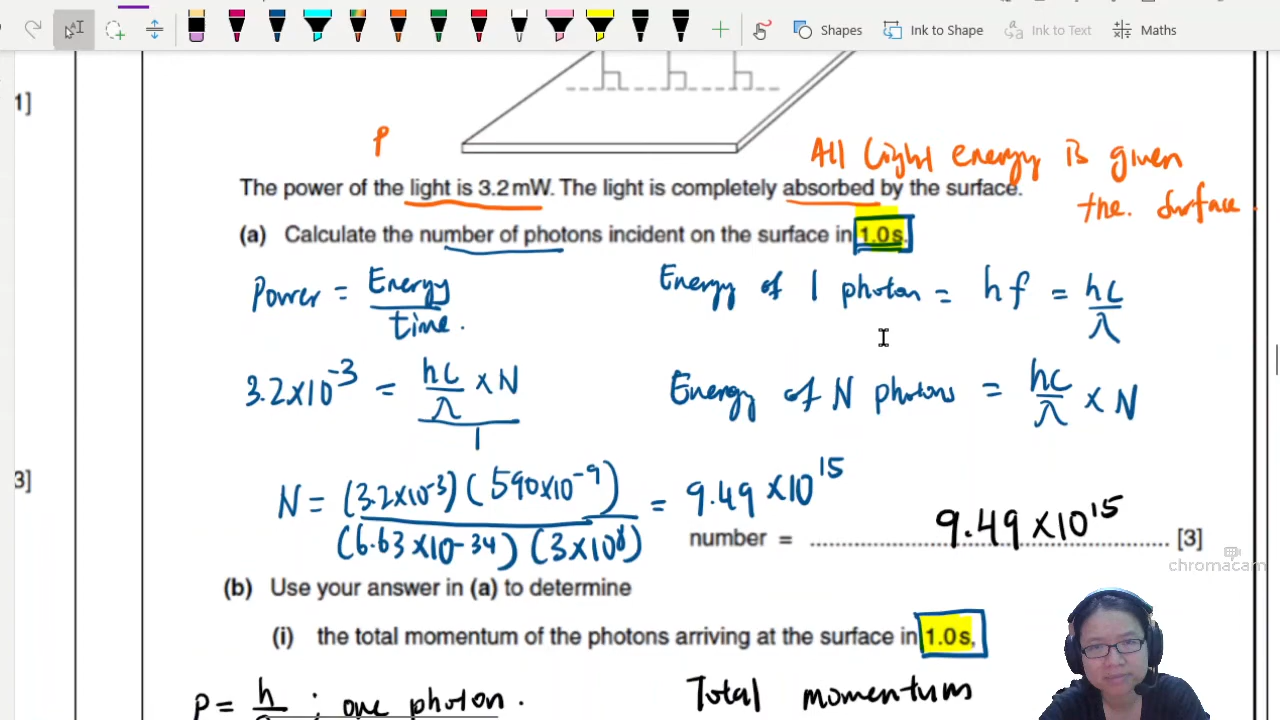 Shapes Ink to Shape Ink to Text Maths
1]
P
All light energy is given
the. surface.
The power of the light is 3.2 mW. The light is completely absorbed by the surface.
(a) Calculate the number of photons incident on the surface in 1.0 s.
Power = Energy / time.
Energy of 1 photon = hf = hc / λ
3.2×10⁻³ = hc / λ × N / 1
Energy of N photons = hc / λ × N
N = (3.2×10⁻³) (590×10⁻⁹) / (6.63×10⁻³⁴) (3×10⁸) = 9.49 ×10¹⁵
3]
number = .......... 9.49 ×10¹⁵ .......... [3]
chromacam
(b) Use your answer in (a) to determine
(i) the total momentum of the photons arriving at the surface in 1.0 s,
P = h ; one photon.
Total momentum